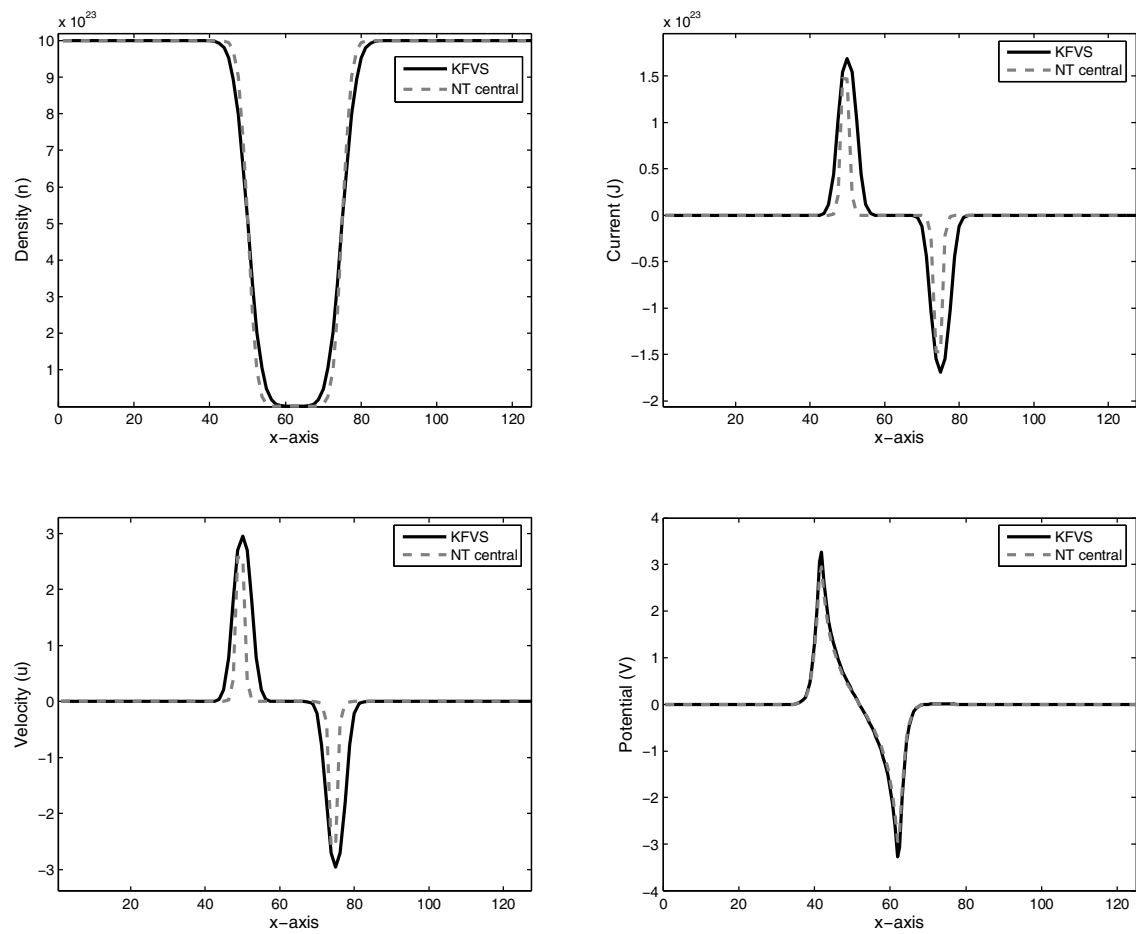 x 10^23
10
9
8
7
6
5
4
3
2
1
0 20 40 60 80 100 120
x−axis
Density (n)
KFVS
NT central
x 10^23
1.5
1
0.5
0
−0.5
−1
−1.5
−2
20 40 60 80 100 120
x−axis
Current (J)
KFVS
NT central
3
2
1
0
−1
−2
−3
20 40 60 80 100 120
x−axis
Velocity (u)
KFVS
NT central
4
3
2
1
0
−1
−2
−3
−4
0 20 40 60 80 100 120
x−axis
Potential (V)
KFVS
NT central